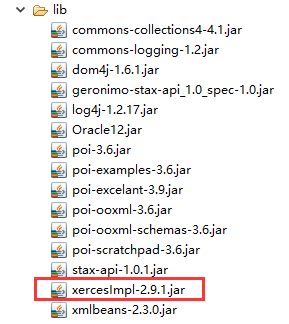 lib
commons-collections4-4.1.jar
commons-logging-1.2.jar
dom4j-1.6.1.jar
geronimo-stax-api_1.0_spec-1.0.jar
log4j-1.2.17.jar
Oracle12.jar
poi-3.6.jar
poi-examples-3.6.jar
poi-excelant-3.9.jar
poi-ooxml-3.6.jar
poi-ooxml-schemas-3.6.jar
poi-scratchpad-3.6.jar
stax-api-1.0.1.jar
xercesImpl-2.9.1.jar
xmlbeans-2.3.0.jar